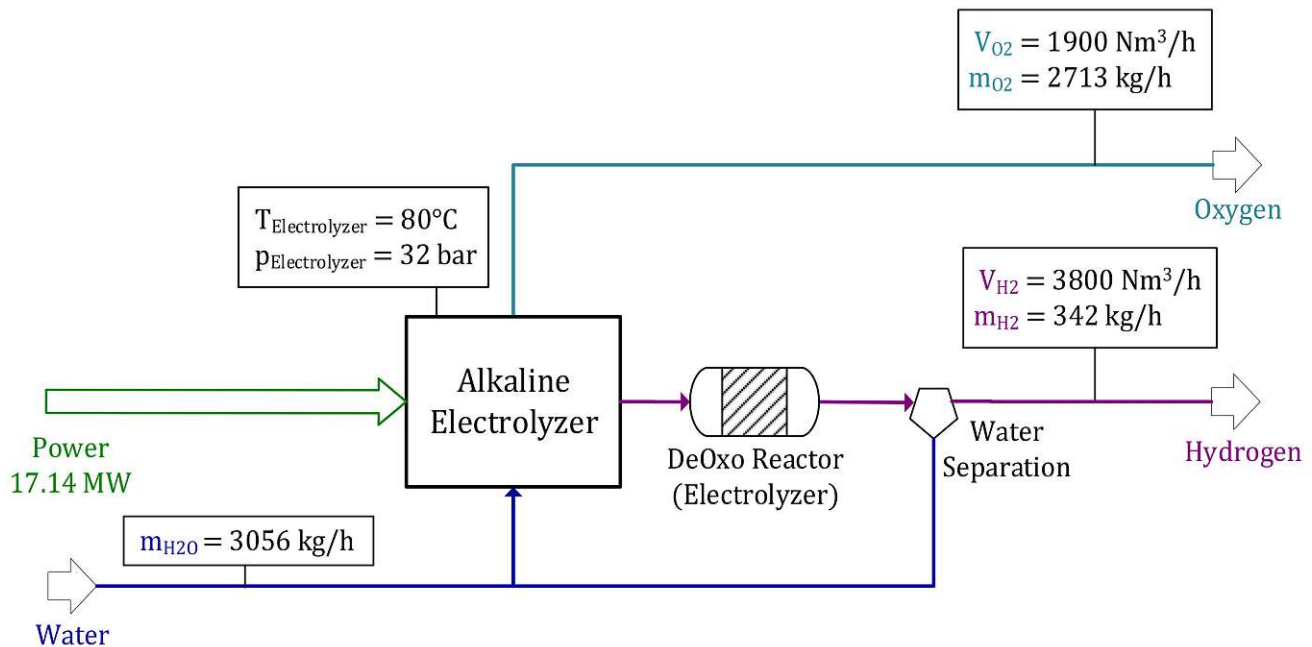 V_O2 = 1900 Nm³/h
m_O2 = 2713 kg/h
Oxygen
T_Electrolyzer = 80°C
p_Electrolyzer = 32 bar
V_H2 = 3800 Nm³/h
m_H2 = 342 kg/h
Alkaline
Electrolyzer
Power
17.14 MW
DeOxo Reactor
(Electrolyzer)
Water
Separation
Hydrogen
m_H2O = 3056 kg/h
Water